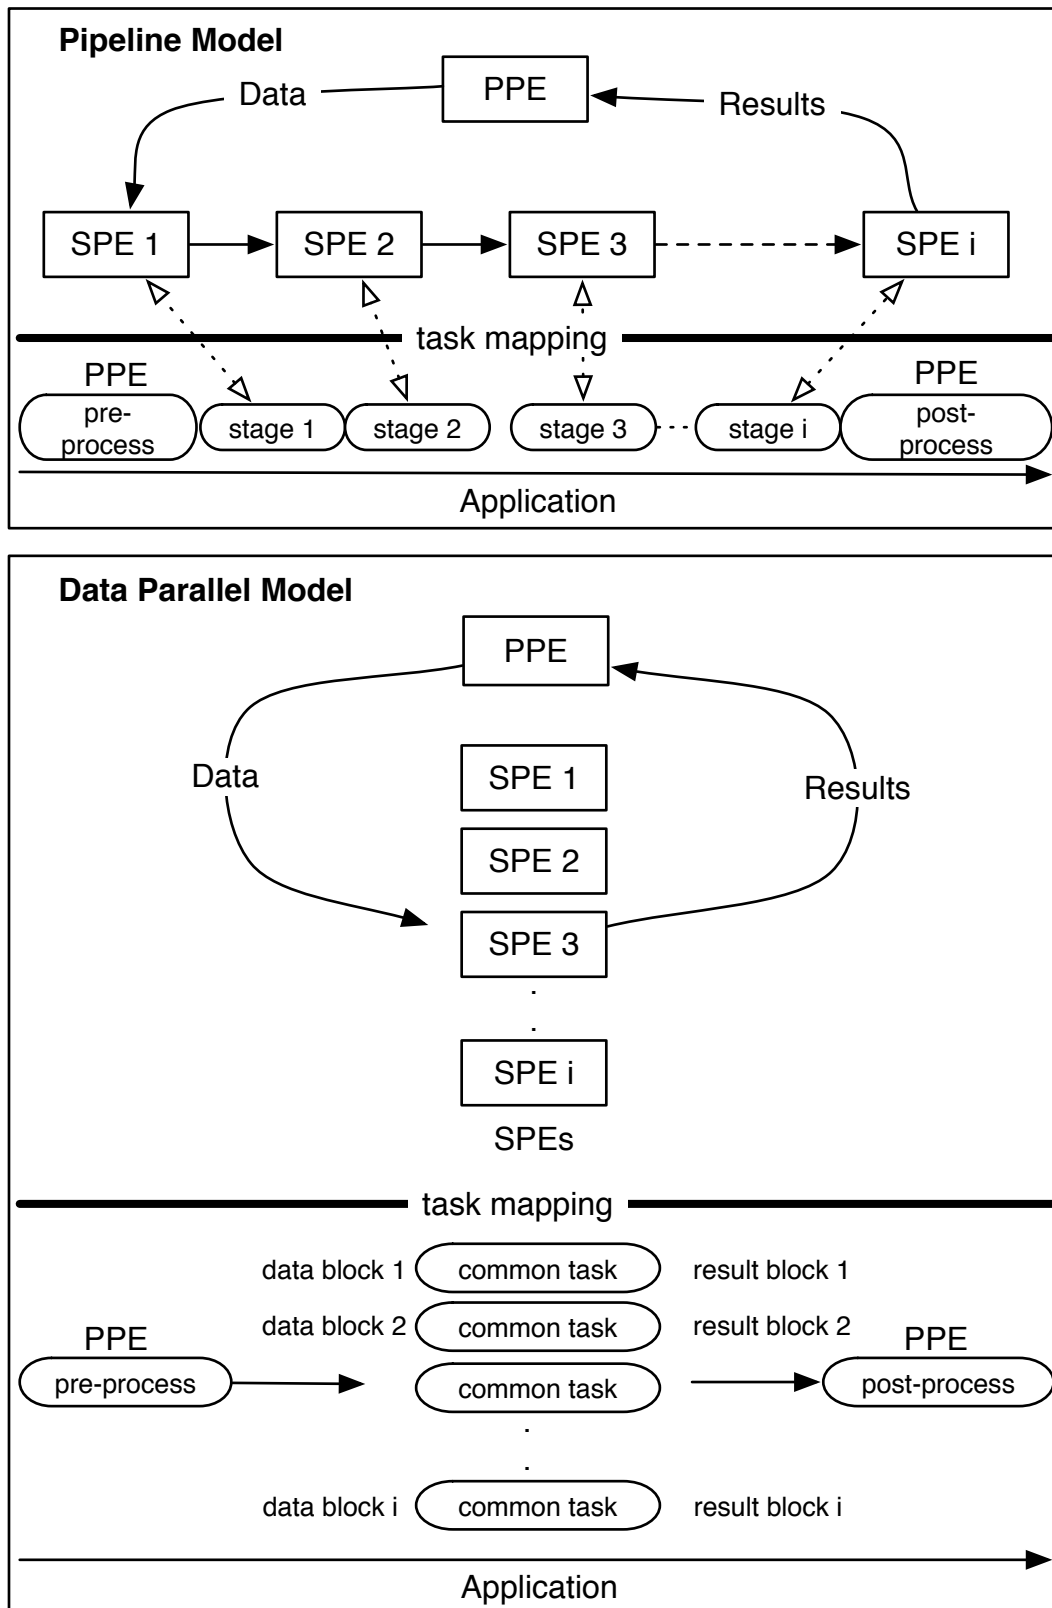 Pipeline Model
Data
PPE
Results
SPE 1
SPE 2
SPE 3
SPE i
task mapping
PPE
PPE
pre-
process
stage 1
stage 2
stage 3
stage i
post-
process
Application
Data Parallel Model
PPE
Data
SPE 1
Results
SPE 2
SPE 3
SPE i
SPEs
task mapping
data block 1 common task result block 1
data block 2 common task result block 2
PPE
PPE
pre-process
common task
post-process
data block i common task result block i
Application